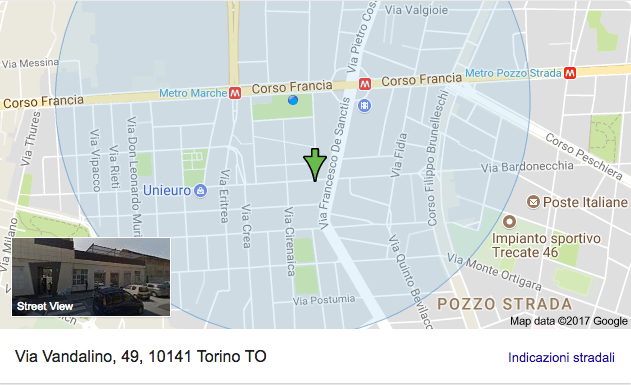 Via Valgioie
Via Pietro Coss
Via Messina
Metro Pozzo Strada
M
Corso Francia
M
Corso Francia
Metro Marche
M
Corso Francia
Via Thures
Via Vipacco
Via Rieti
Via Don Leonardo Muri
Via Francesco De Sanctis
Via Fidia
Corso Filippo Brunelleschi
Corso Peschiera
Via Bardonecchia
Unieuro
Via Eritrea
Via Crea
Via Cirenaica
Poste Italiane
Impianto sportivo
Trecate 46
Via Milano
Via Quinto Bevilacq
Via Monte Ortigara
Via Postumia
POZZO STRADA
Street View
Map data ©2017 Google
Via Vandalino, 49, 10141 Torino TO
Indicazioni stradali